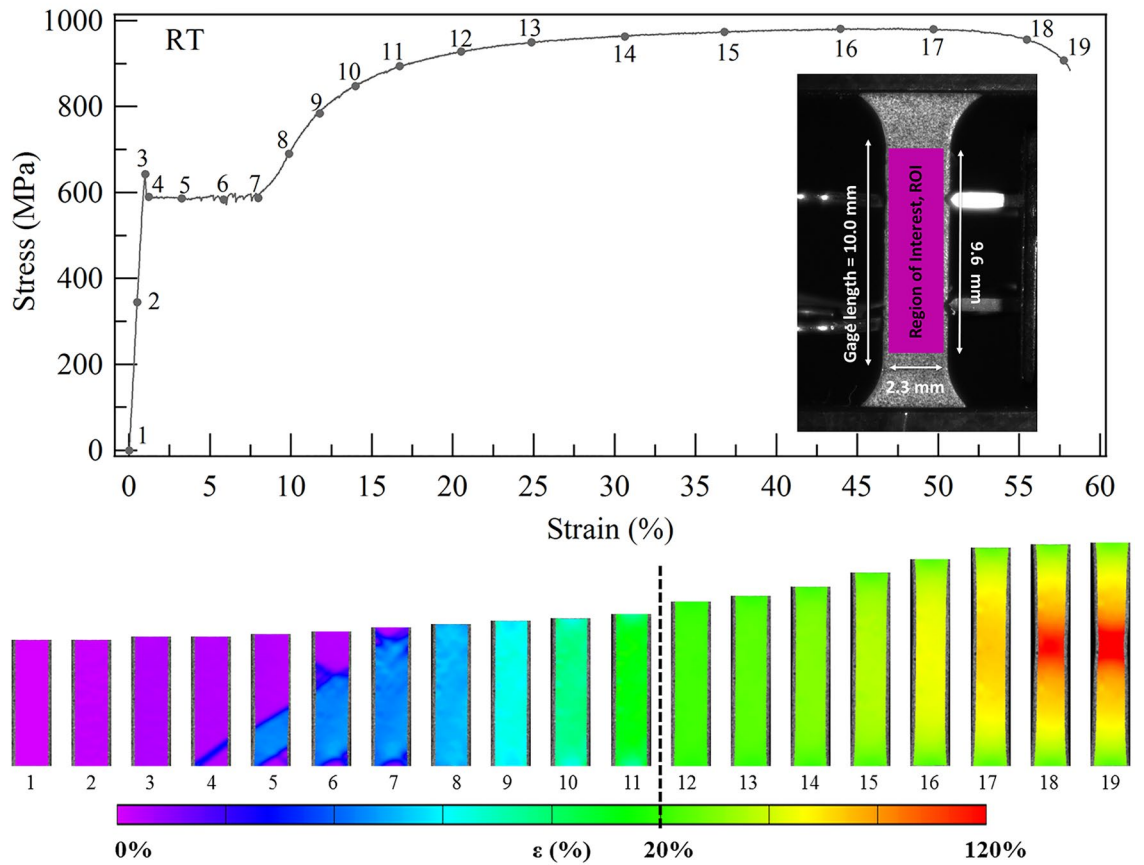 RT
1000
800
600
400
200
0
Stress (MPa)
1
2
3
4
5
6
7
8
9
10
11
12
13
14
15
16
17
18
19
Gage length = 10.0 mm
Region of Interest, ROI
9.6 mm
2.3 mm
0 5 10 15 20 25 30 35 40 45 50 55 60
Strain (%)
1 2 3 4 5 6 7 8 9 10 11 12 13 14 15 16 17 18 19
0% ε (%) 20% 120%